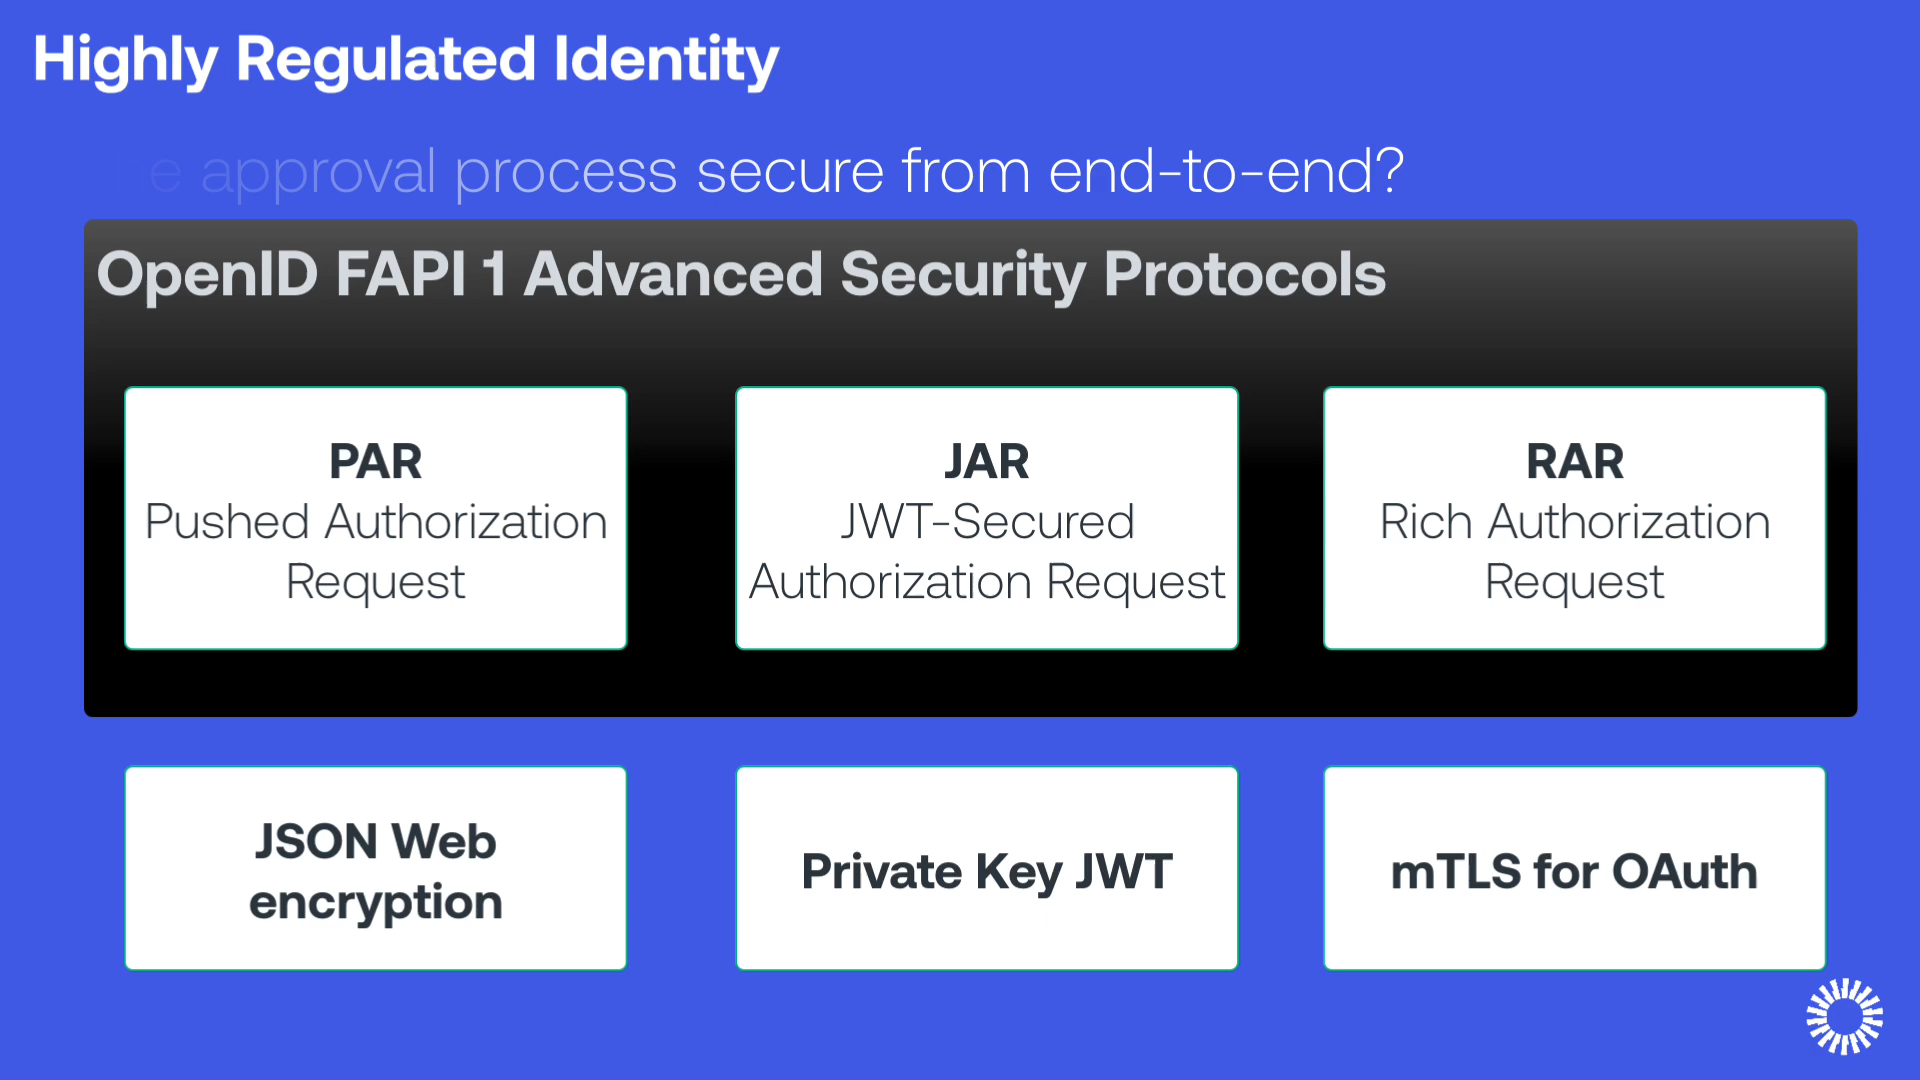 Highly Regulated Identity
approval process secure from end-to-end?
OpenID FAPI 1 Advanced Security Protocols
PAR
Pushed Authorization
Request
JAR
JWT-Secured
Authorization Request
RAR
Rich Authorization
Request
JSON Web
encryption
Private Key JWT
mTLS for OAuth